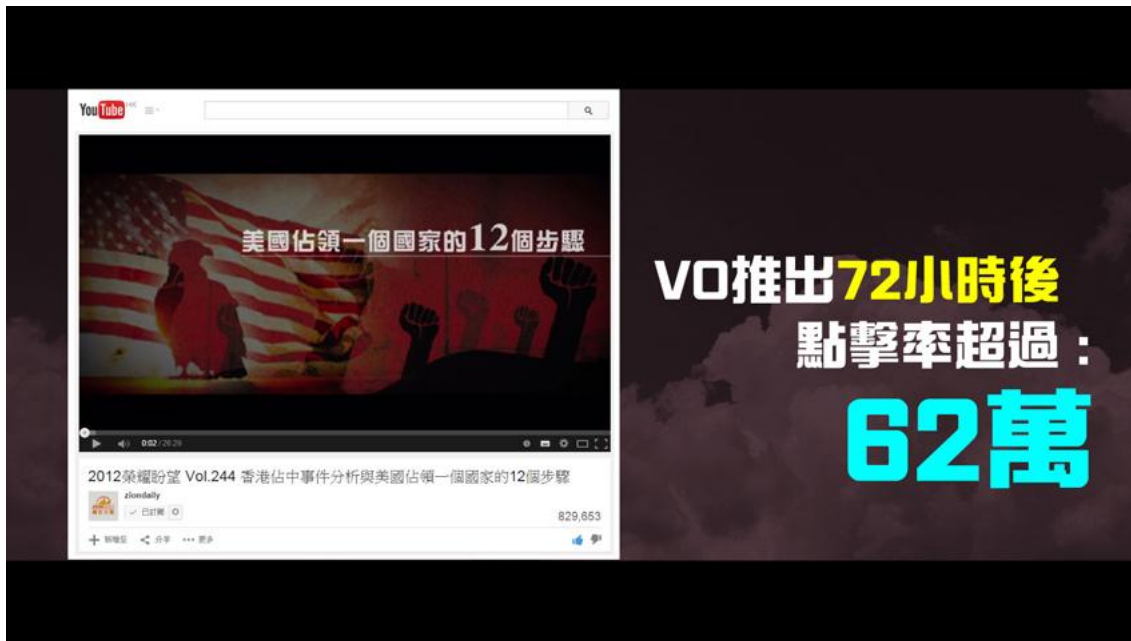 YouTube HK
美國佔領一個國家的12個步驟
0:02 / 28:29
2012榮耀盼望 Vol.244 香港佔中事件分析與美國佔領一個國家的12個步驟
ziondaily
已訂閱
829,653
新增至 分享 更多
VO推出72小時後
點擊率超過：
62萬